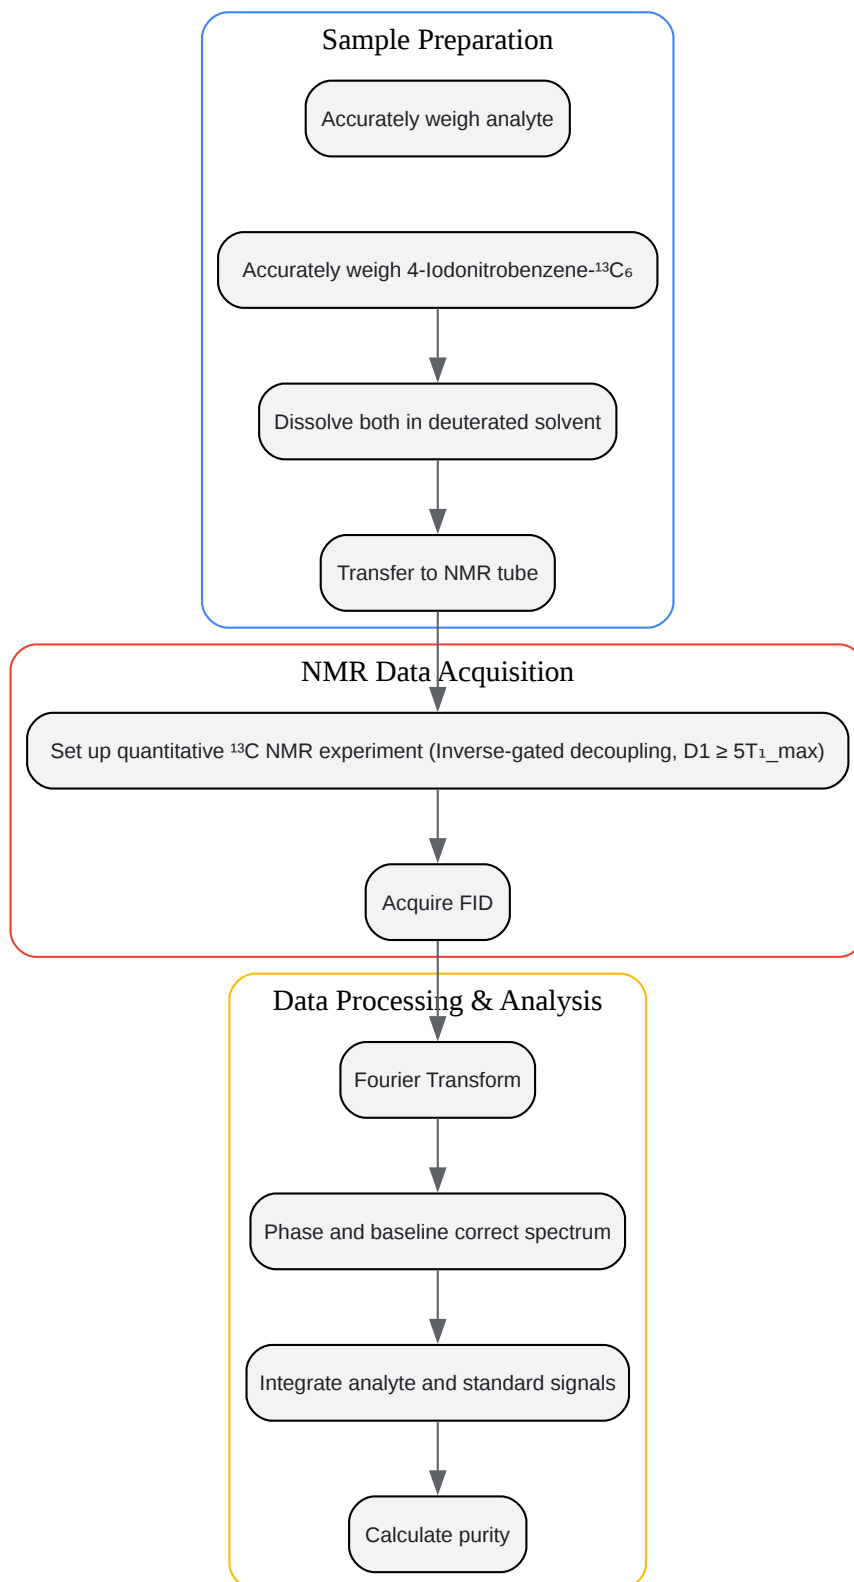 Sample Preparation
Accurately weigh analyte
Accurately weigh 4-Iodonitrobenzene-¹³C₆
Dissolve both in deuterated solvent
Transfer to NMR tube
NMR Data Acquisition
Set up quantitative ¹³C NMR experiment (Inverse-gated decoupling, D1 ≥ 5T₁_max)
Acquire FID
Data Processing & Analysis
Fourier Transform
Phase and baseline correct spectrum
Integrate analyte and standard signals
Calculate purity